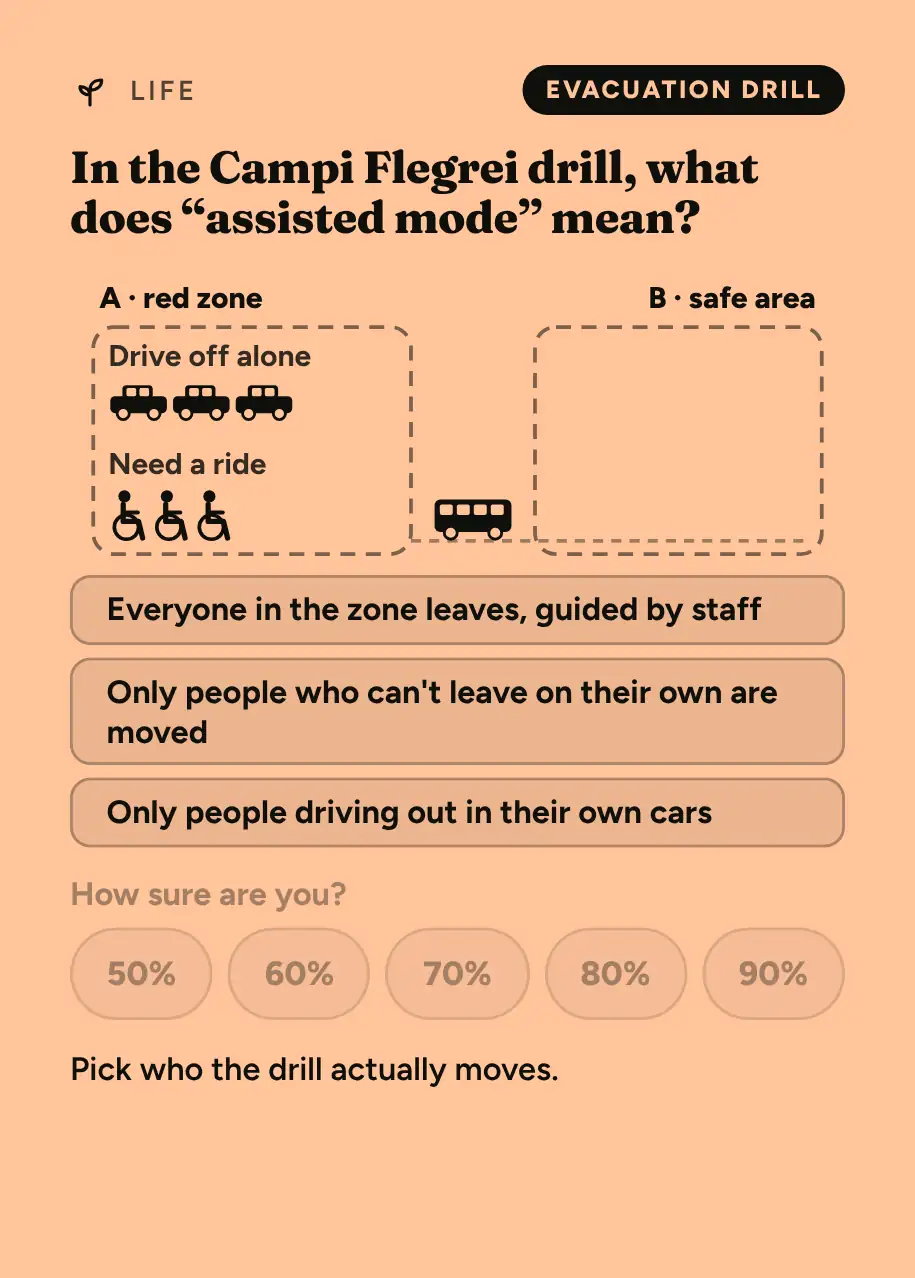 LIFE
EVACUATION DRILL
In the Campi Flegrei drill, what
does “assisted mode” mean?
A · red zone
B · safe area
Drive off alone
Need a ride
Everyone in the zone leaves, guided by staff
Only people who can't leave on their own are
moved
Only people driving out in their own cars
How sure are you?
50%
60%
70%
80%
90%
Pick who the drill actually moves.